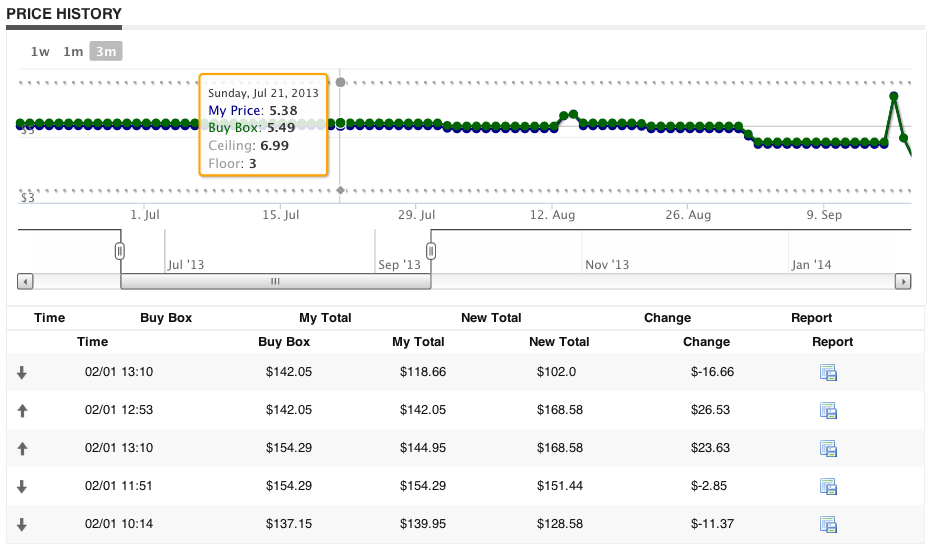 PRICE HISTORY
1w 1m 3m
Sunday, Jul 21, 2013
My Price: 5.38
Buy Box: 5.49
Ceiling: 6.99
Floor: 3
$3
1. Jul 15. Jul 29. Jul 12. Aug 26. Aug 9. Sep
Jul '13 Sep '13 Nov '13 Jan '14
Time Buy Box My Total New Total Change Report
Time Buy Box My Total New Total Change Report
02/01 13:10 $142.05 $118.66 $102.0 $-16.66
02/01 12:53 $142.05 $142.05 $168.58 $26.53
02/01 13:10 $154.29 $144.95 $168.58 $23.63
02/01 11:51 $154.29 $154.29 $151.44 $-2.85
02/01 10:14 $137.15 $139.95 $128.58 $-11.37